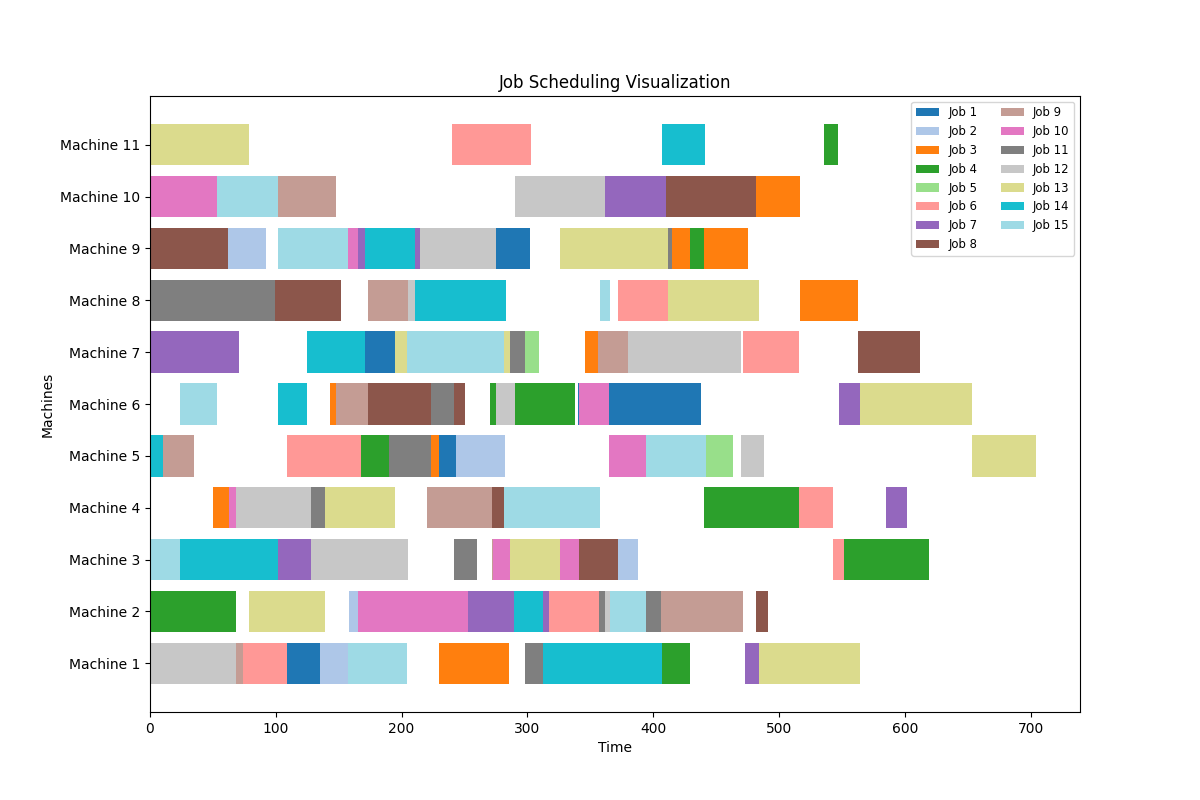 Job Scheduling Visualization
Machine 11
Machine 10
Machine 9
Machine 8
Machine 7
Machine 6
Machine 5
Machine 4
Machine 3
Machine 2
Machine 1
Machines
0 100 200 300 400 500 600 700
Time
Job 1
Job 2
Job 3
Job 4
Job 5
Job 6
Job 7
Job 8
Job 9
Job 10
Job 11
Job 12
Job 13
Job 14
Job 15